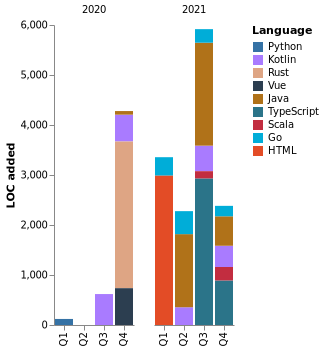 2020 2021
Language
Python
Kotlin
Rust
Vue
Java
TypeScript
Scala
Go
HTML
LOC added
6,000
5,000
4,000
3,000
2,000
1,000
0
Q1 Q2 Q3 Q4 Q1 Q2 Q3 Q4